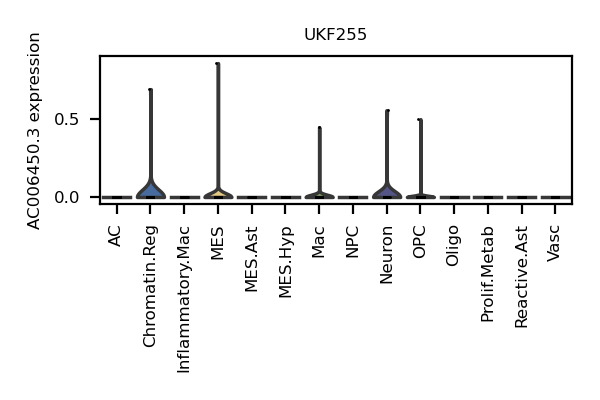 UKF255
AC006450.3 expression
0.5
0.0
AC
Chromatin.Reg
Inflammatory.Mac
MES
MES.Ast
MES.Hyp
Mac
NPC
Neuron
OPC
Oligo
Prolif.Metab
Reactive.Ast
Vasc